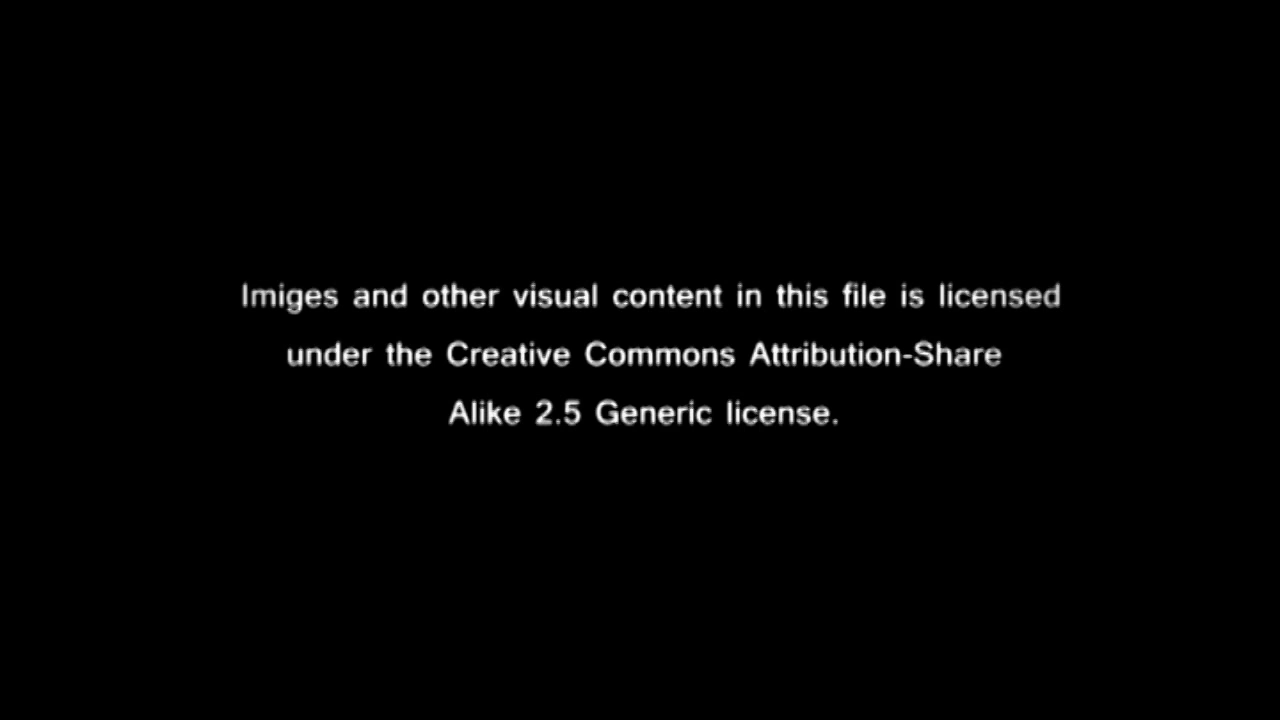 Imiges and other visual content in this file is licensed
under the Creative Commons Attribution-Share
Alike 2.5 Generic license.